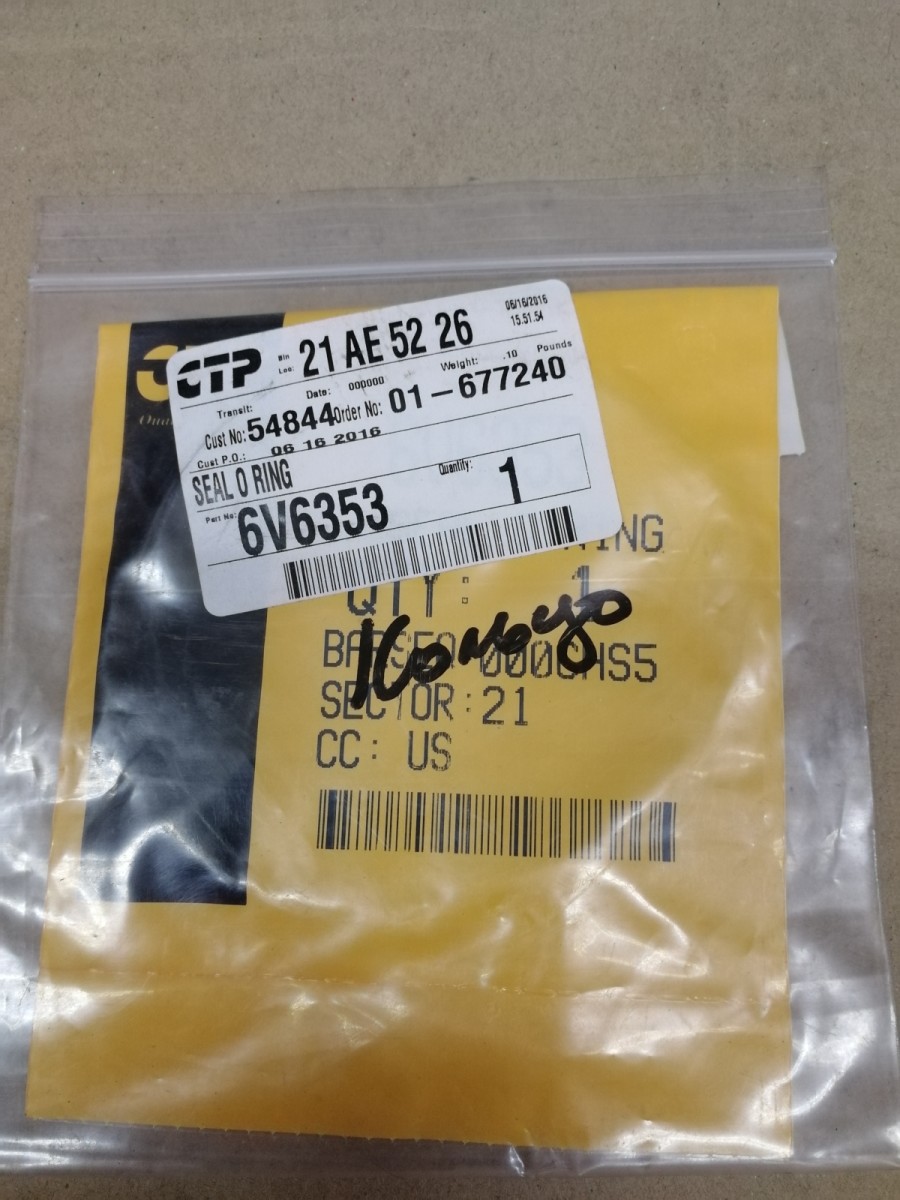 CTP
Bin Loc: 21 AE 52 26
06/16/2016
15.51.54
Transit:
Date: 000000
Weight: .10 Pounds
Cust No: 54844 Order No: 01-677240
Cust P.O.: 06 16 2016
SEAL O RING
Quantity: 1
Part No: 6V6353
QTY: 1
SECTOR: 21
CC: US